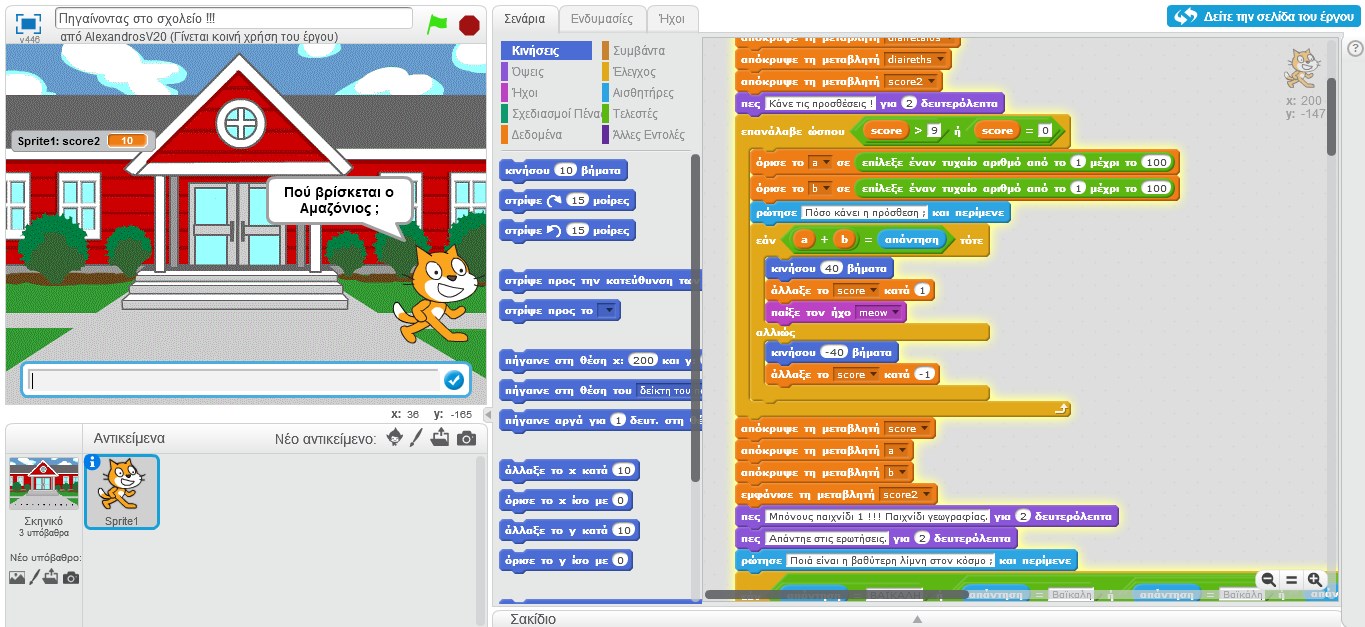 Πηγαίνοντας στο σχολείο !!!
v446
από AlexandrosV20 (Γίνεται κοινή χρήση του έργου)
Sprite1: score2 10
Πού βρίσκεται ο
Αμαζόνιος ;
x: 36 y: -165
Αντικείμενα
Νέο αντικείμενο:
Σκηνικό
3 υπόβαθρα
Νέο υπόβαθρο:
Sprite1
Σενάρια Ενδυμασίες Ήχοι
Δείτε την σελίδα του έργου
Κινήσεις Συμβάντα
Όψεις Έλεγχος
Ήχοι Αισθητήρες
Σχεδιασμοί Πένα Τελεστές
Δεδομένα Άλλες Εντολές
κινήσου 10 βήματα
στρίψε 15 μοίρες
στρίψε 15 μοίρες
στρίψε προς την κατεύθυνση
στρίψε προς το
πήγαινε στη θέση x: 200 και y
πήγαινε στη θέση του δείκτη του
πήγαινε αργά για 1 δευτ. στη
άλλαξε το x κατά 10
όρισε το x ίσο με 0
άλλαξε το y κατά 10
όρισε το y ίσο με 0
απόκρυψε τη μεταβλητή
απόκρυψε τη μεταβλητή diaireths
απόκρυψε τη μεταβλητή score2
πες Κάνε τις προσθέσεις ! για 2 δευτερόλεπτα
επανάλαβε ώσπου score > 9 ή score = 0
όρισε το a σε επίλεξε έναν τυχαίο αριθμό από το 1 μέχρι το 100
όρισε το b σε επίλεξε έναν τυχαίο αριθμό από το 1 μέχρι το 100
ρώτησε Πόσο κάνει η πρόσθεση ; και περίμενε
εάν a + b = απάντηση τότε
κινήσου 40 βήματα
άλλαξε το score κατά 1
παίξε τον ήχο meow
αλλιώς
κινήσου -40 βήματα
άλλαξε το score κατά -1
απόκρυψε τη μεταβλητή score
απόκρυψε τη μεταβλητή a
απόκρυψε τη μεταβλητή b
εμφάνισε τη μεταβλητή score2
πες Μπόνους παιχνίδι 1 !!! Παιχνίδι γεωγραφίας. για 2 δευτερόλεπτα
πες Απάντηε στις ερωτήσεις. για 2 δευτερόλεπτα
ρώτησε Ποιά είναι η βαθύτερη λίμνη στον κόσμο ; και περίμενε
απάντηση = ΒΑΪΚΑΛΗ ή απάντηση = Βαϊκαλη ή απάντηση = Βαϊκάλη ή
x: 200
y: -147
?
Σακίδιο